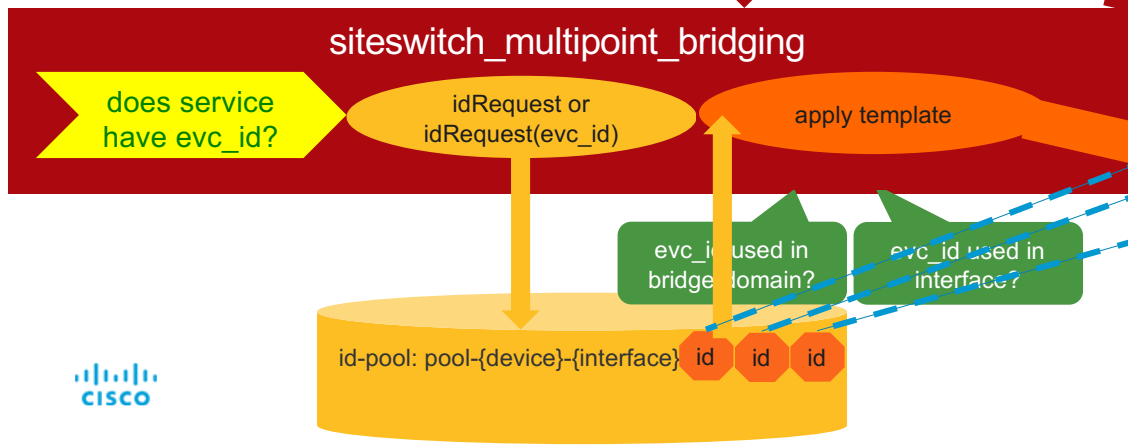 siteswitch_multipoint_bridging
does service
have evc_id?
idRequest or
idRequest(evc_id)
apply template
evc_id used in
bridge domain?
evc_id used in
interface?
id-pool: pool-{device}-{interface}
id
id
id
CISCO